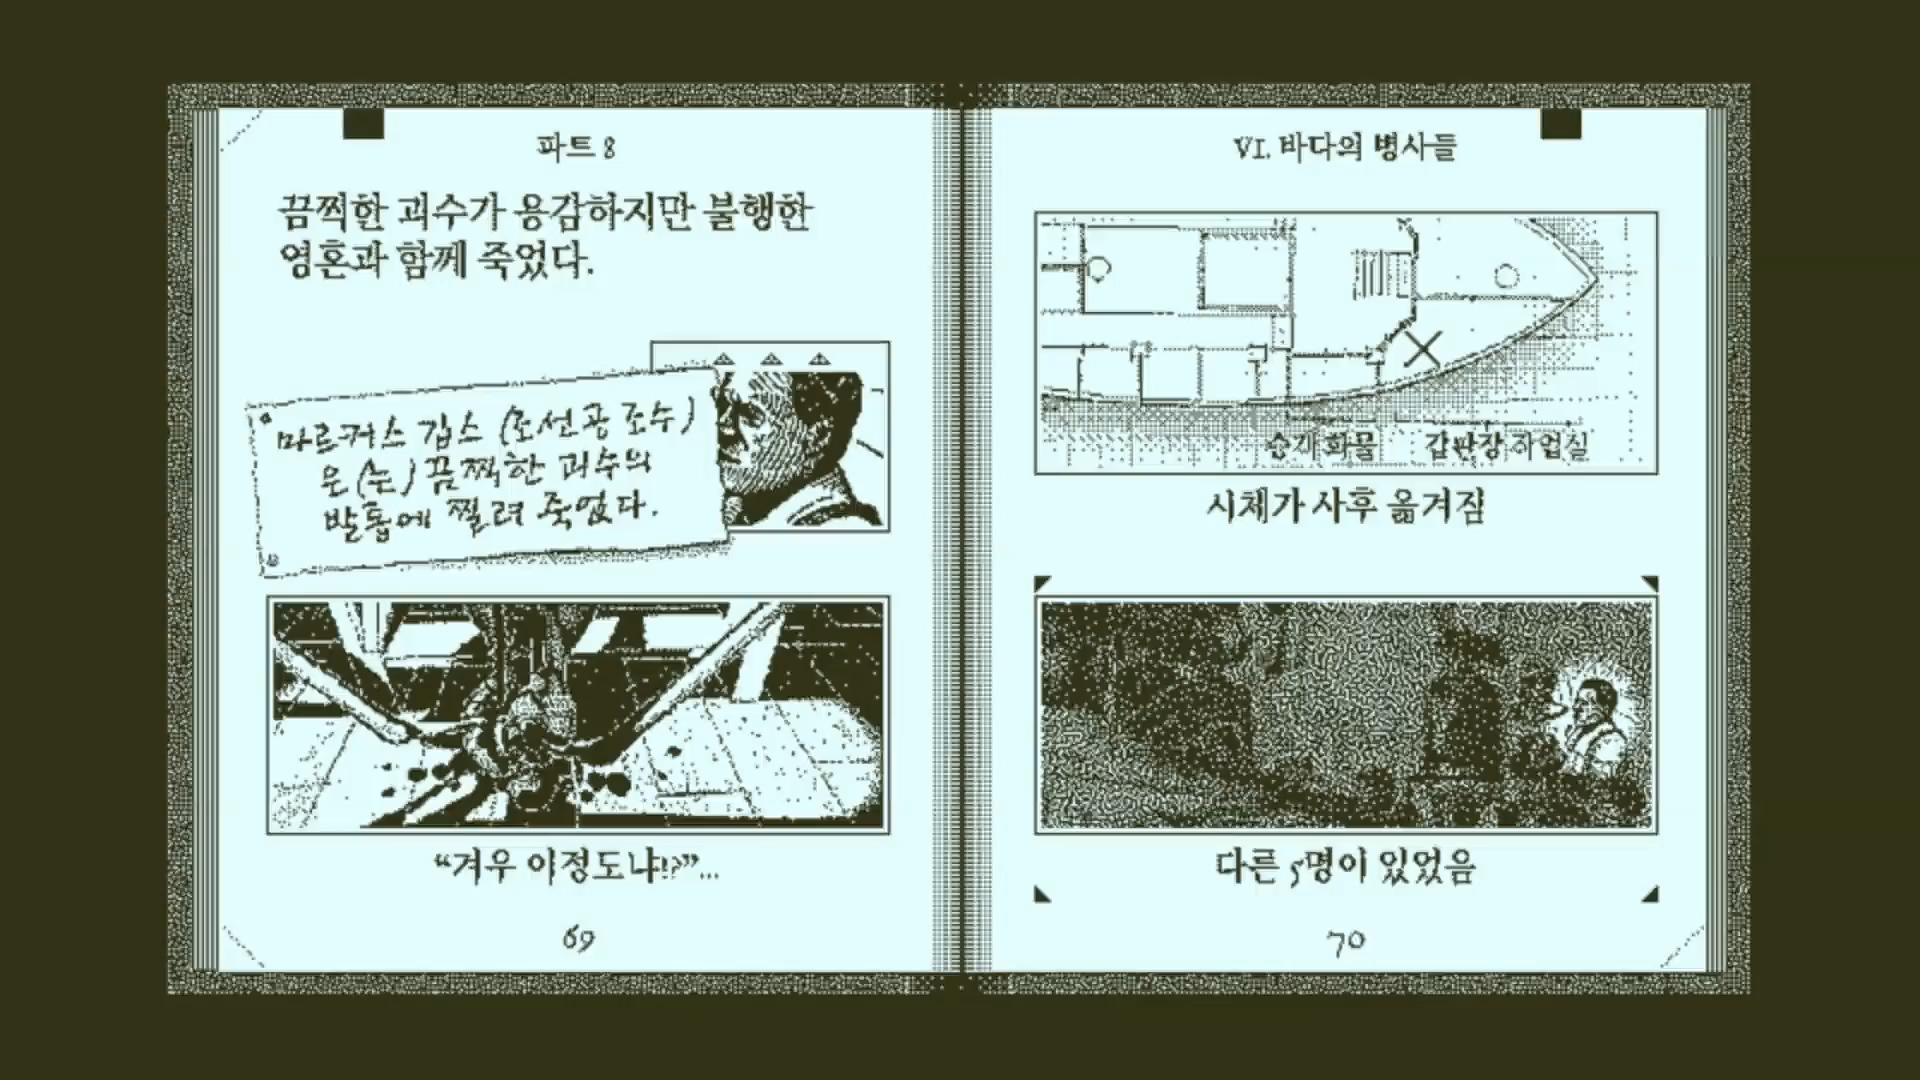 파트 8
끔찍한 괴수가 용감하지만 불행한
영혼과 함께 죽었다.
마르커스 깁스 (조선공 조수)
은(는) 끔찍한 괴수의
발톱에 찔려 죽었다.
“겨우 이정도냐!?”...
69
VI. 바다의 병사들
승객 화물 갑판장 작업실
시체가 사후 옮겨짐
다른 5명이 있었음
70